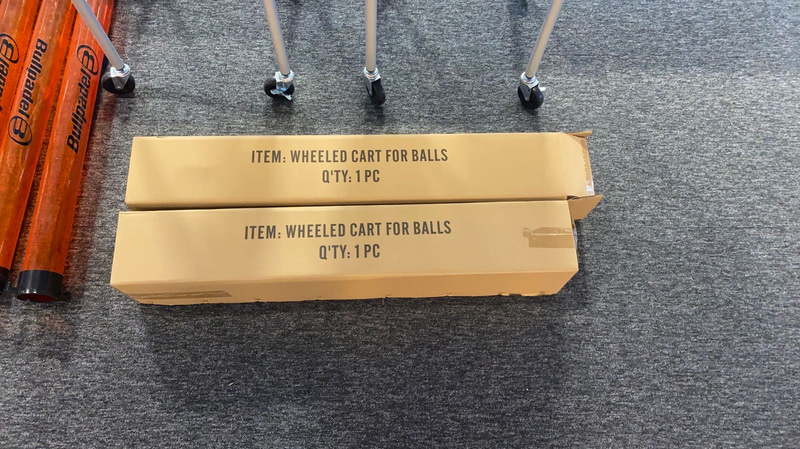 Bullpadel
Bullpadel
ITEM: WHEELED CART FOR BALLS
Q'TY: 1 PC
ITEM: WHEELED CART FOR BALLS
Q'TY: 1 PC